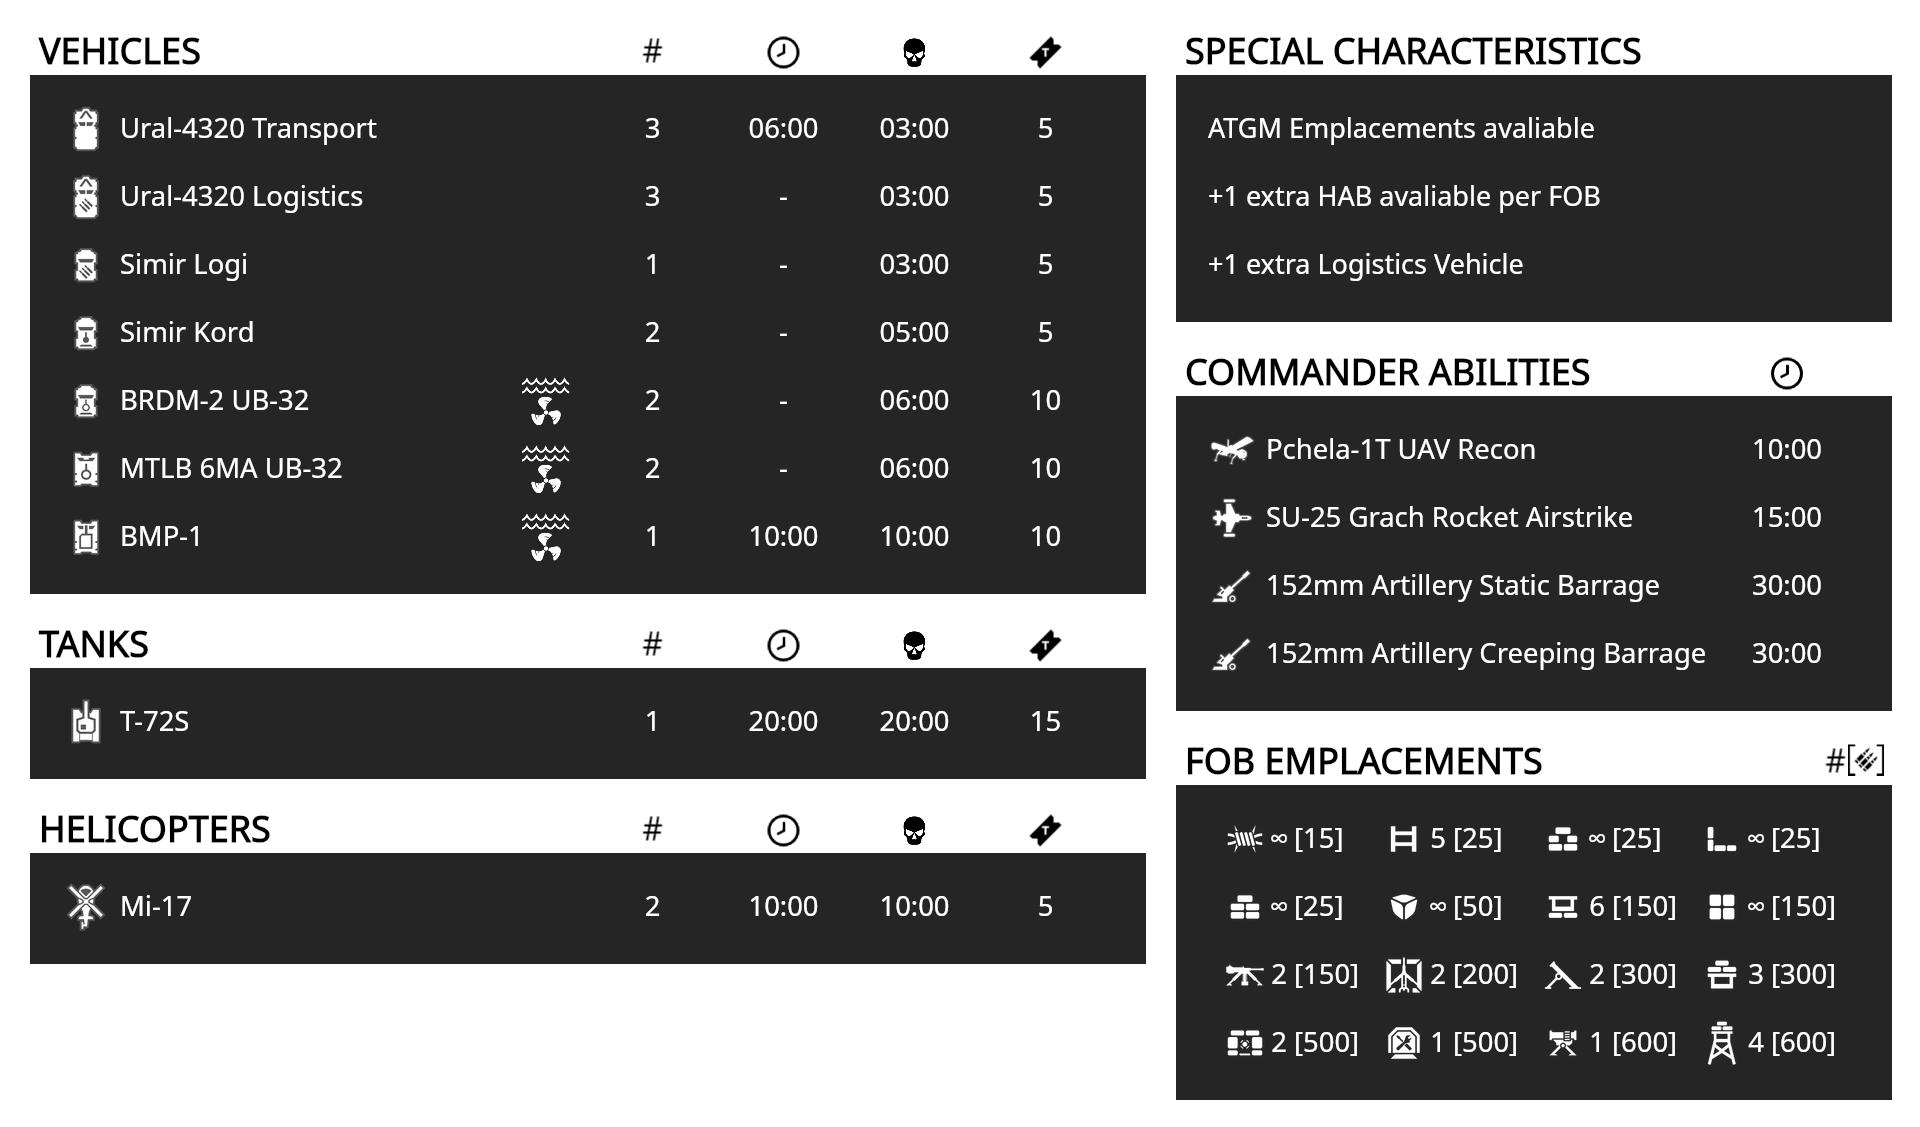 VEHICLES #
Ural-4320 Transport 3 06:00 03:00 5
Ural-4320 Logistics 3 - 03:00 5
Simir Logi 1 - 03:00 5
Simir Kord 2 - 05:00 5
BRDM-2 UB-32 2 - 06:00 10
MTLB 6MA UB-32 2 - 06:00 10
BMP-1 1 10:00 10:00 10
TANKS #
T-72S 1 20:00 20:00 15
HELICOPTERS #
Mi-17 2 10:00 10:00 5
SPECIAL CHARACTERISTICS
ATGM Emplacements avaliable
+1 extra HAB avaliable per FOB
+1 extra Logistics Vehicle
COMMANDER ABILITIES
Pchela-1T UAV Recon 10:00
SU-25 Grach Rocket Airstrike 15:00
152mm Artillery Static Barrage 30:00
152mm Artillery Creeping Barrage 30:00
FOB EMPLACEMENTS #[ ]
∞ [15] 5 [25] ∞ [25] ∞ [25]
∞ [25] ∞ [50] 6 [150] ∞ [150]
2 [150] 2 [200] 2 [300] 3 [300]
2 [500] 1 [500] 1 [600] 4 [600]